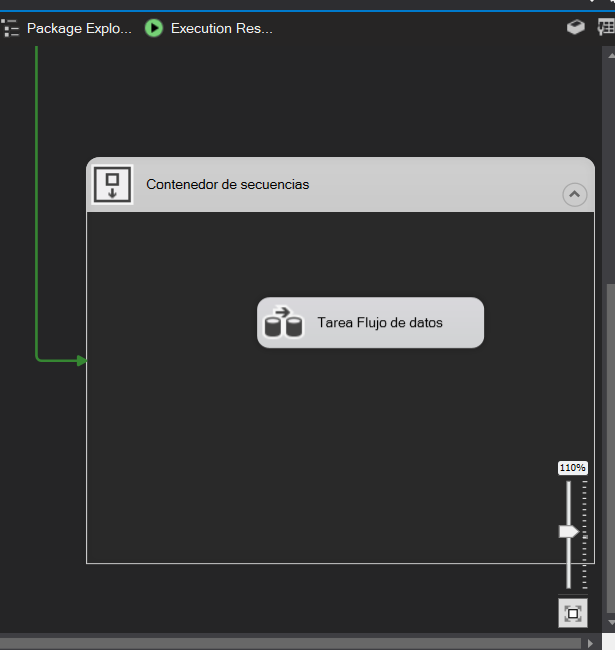 Package Explo... Execution Res...
Contenedor de secuencias
Tarea Flujo de datos
110%